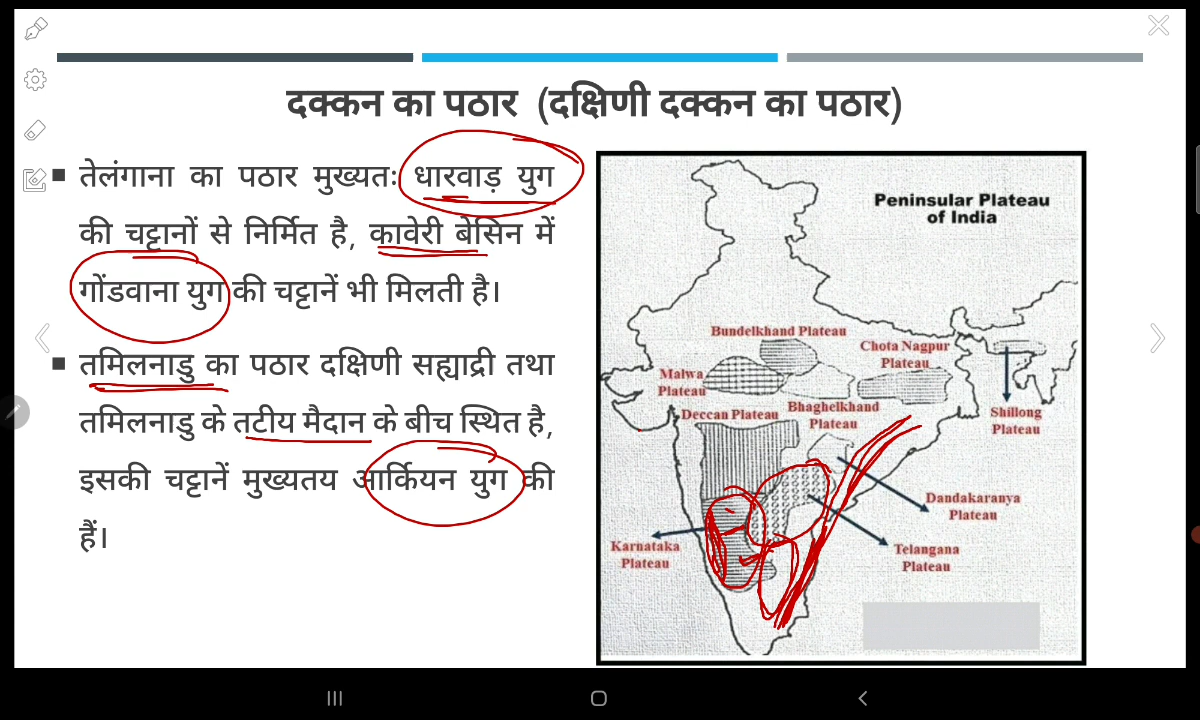 दक्कन का पठार (दक्षिणी दक्कन का पठार)
▪ तेलंगाना का पठार मुख्यतः धारवाड़ युग
की चट्टानों से निर्मित है, कावेरी बेसिन में
गोंडवाना युग की चट्टानें भी मिलती है।
▪ तमिलनाडु का पठार दक्षिणी सह्याद्री तथा
तमिलनाडु के तटीय मैदान के बीच स्थित है,
इसकी चट्टानें मुख्यतय आर्कियन युग की
हैं।
Peninsular Plateau
of India
Bundelkhand Plateau
Chota Nagpur
Plateau
Malwa
Plateau
Deccan Plateau
Bhaghelkhand
Plateau
Shillong
Plateau
Dandakaranya
Plateau
Karnataka
Plateau
Telangana
Plateau